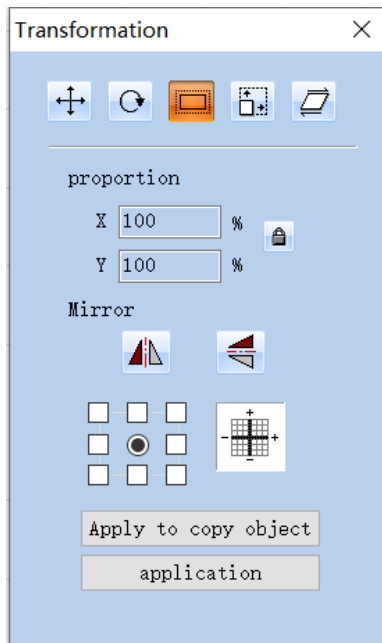 Transformation
proportion
X 100 %
Y 100 %
Mirror
+
- +
-
Apply to copy object
application